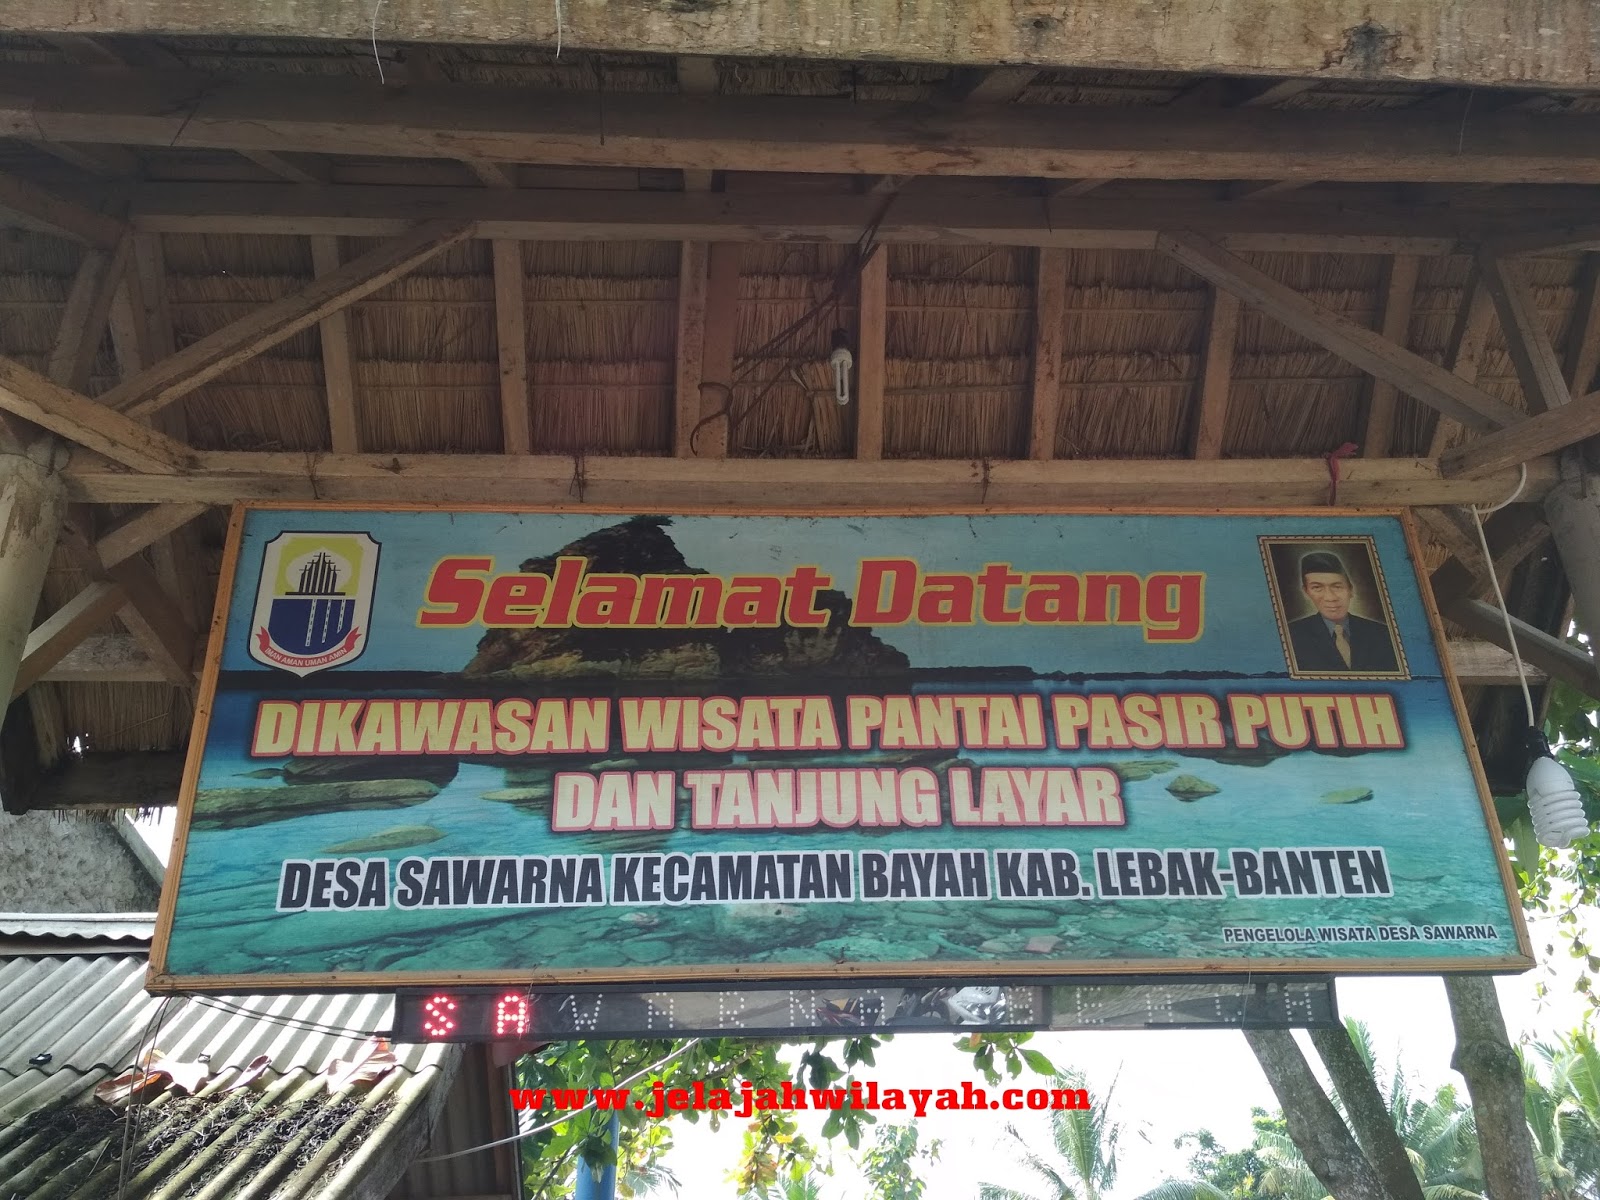 Selamat Datang
IMAN AMAN UMAN AMIN
DIKAWASAN WISATA PANTAI PASIR PUTIH
DAN TANJUNG LAYAR
DESA SAWARNA KECAMATAN BAYAH KAB. LEBAK-BANTEN
PENGELOLA WISATA DESA SAWARNA
SAWARNA
www.jelajahwilayah.com